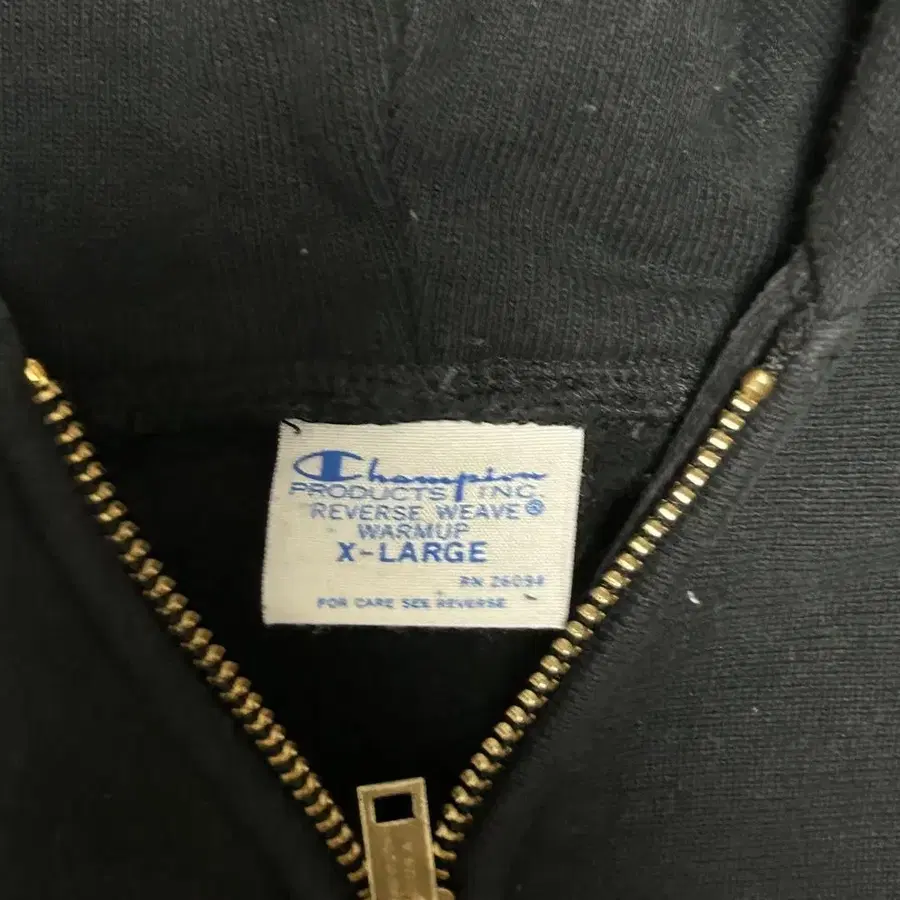 Champion
PRODUCTS INC.
REVERSE WEAVE®
WARMUP
X-LARGE
RN 26094
FOR CARE SEE REVERSE